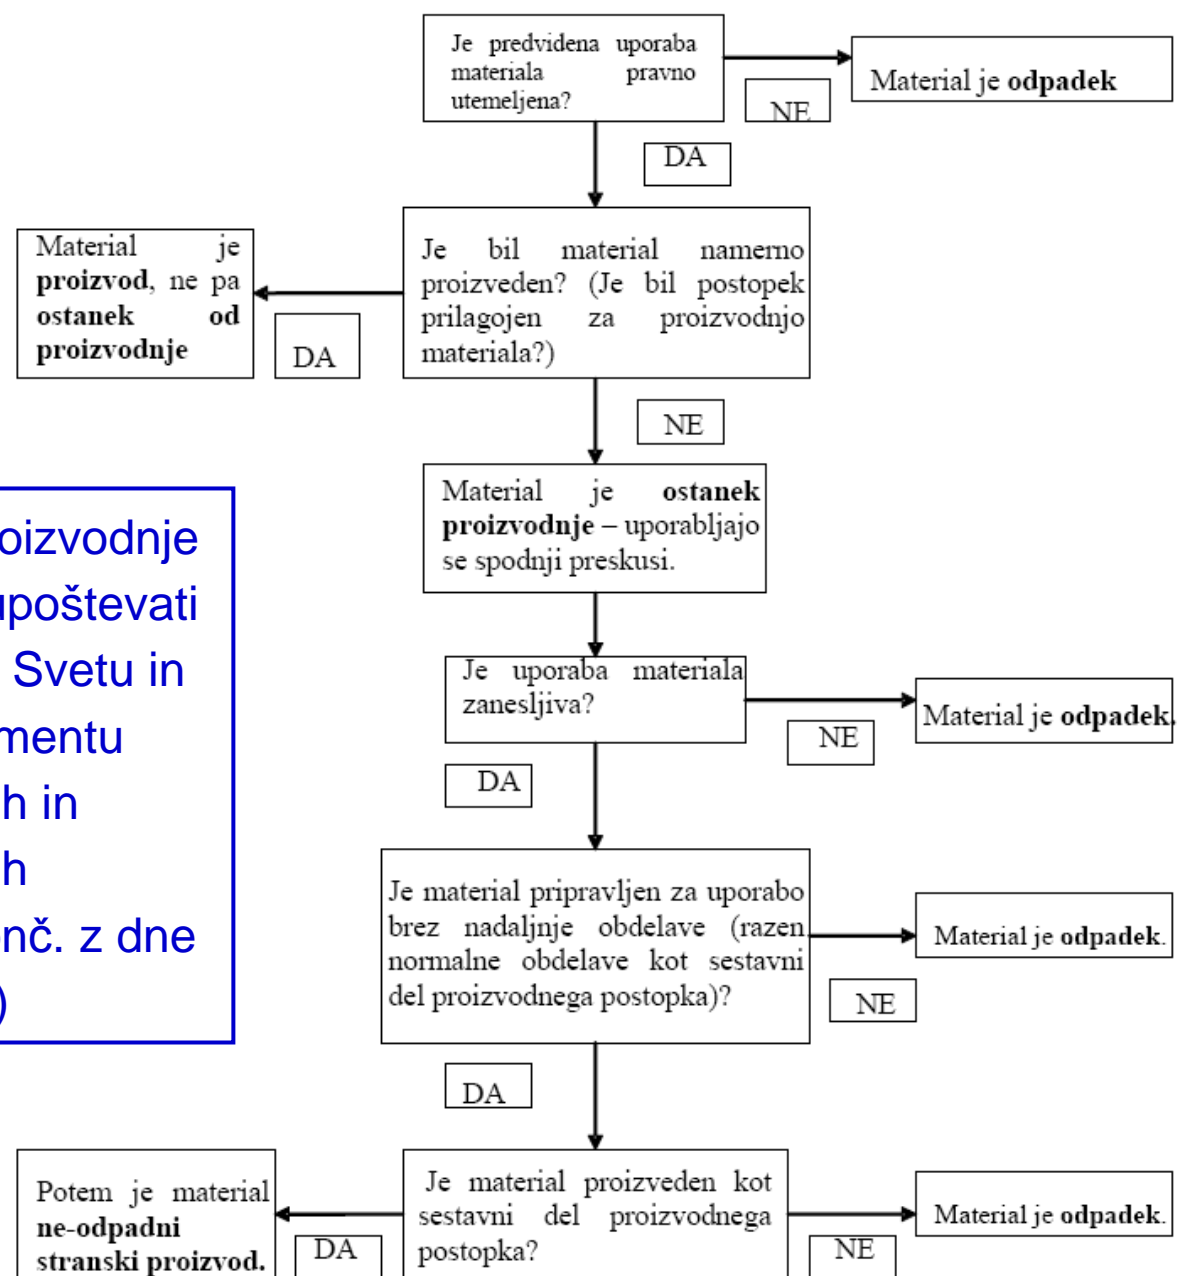 Je predvidena uporaba
materiala pravno
utemeljena?
NE
Material je odpadek
DA
Je bil material namerno
proizveden? (Je bil postopek
prilagojen za proizvodnjo
materiala?)
DA
Material je
proizvod, ne pa
ostanek od
proizvodnje
NE
Material je ostanek
proizvodnje – uporabljajo
se spodnji preskusi.
oizvodnje
upoštevati
Svetu in
mentu
h in
h
nč. z dne
)
Je uporaba materiala
zanesljiva?
NE
Material je odpadek.
DA
Je material pripravljen za uporabo
brez nadaljnje obdelave (razen
normalne obdelave kot sestavni
del proizvodnega postopka)?
NE
Material je odpadek.
DA
Je material proizveden kot
sestavni del proizvodnega
postopka?
DA
Potem je material
ne-odpadni
stranski proizvod.
NE
Material je odpadek.